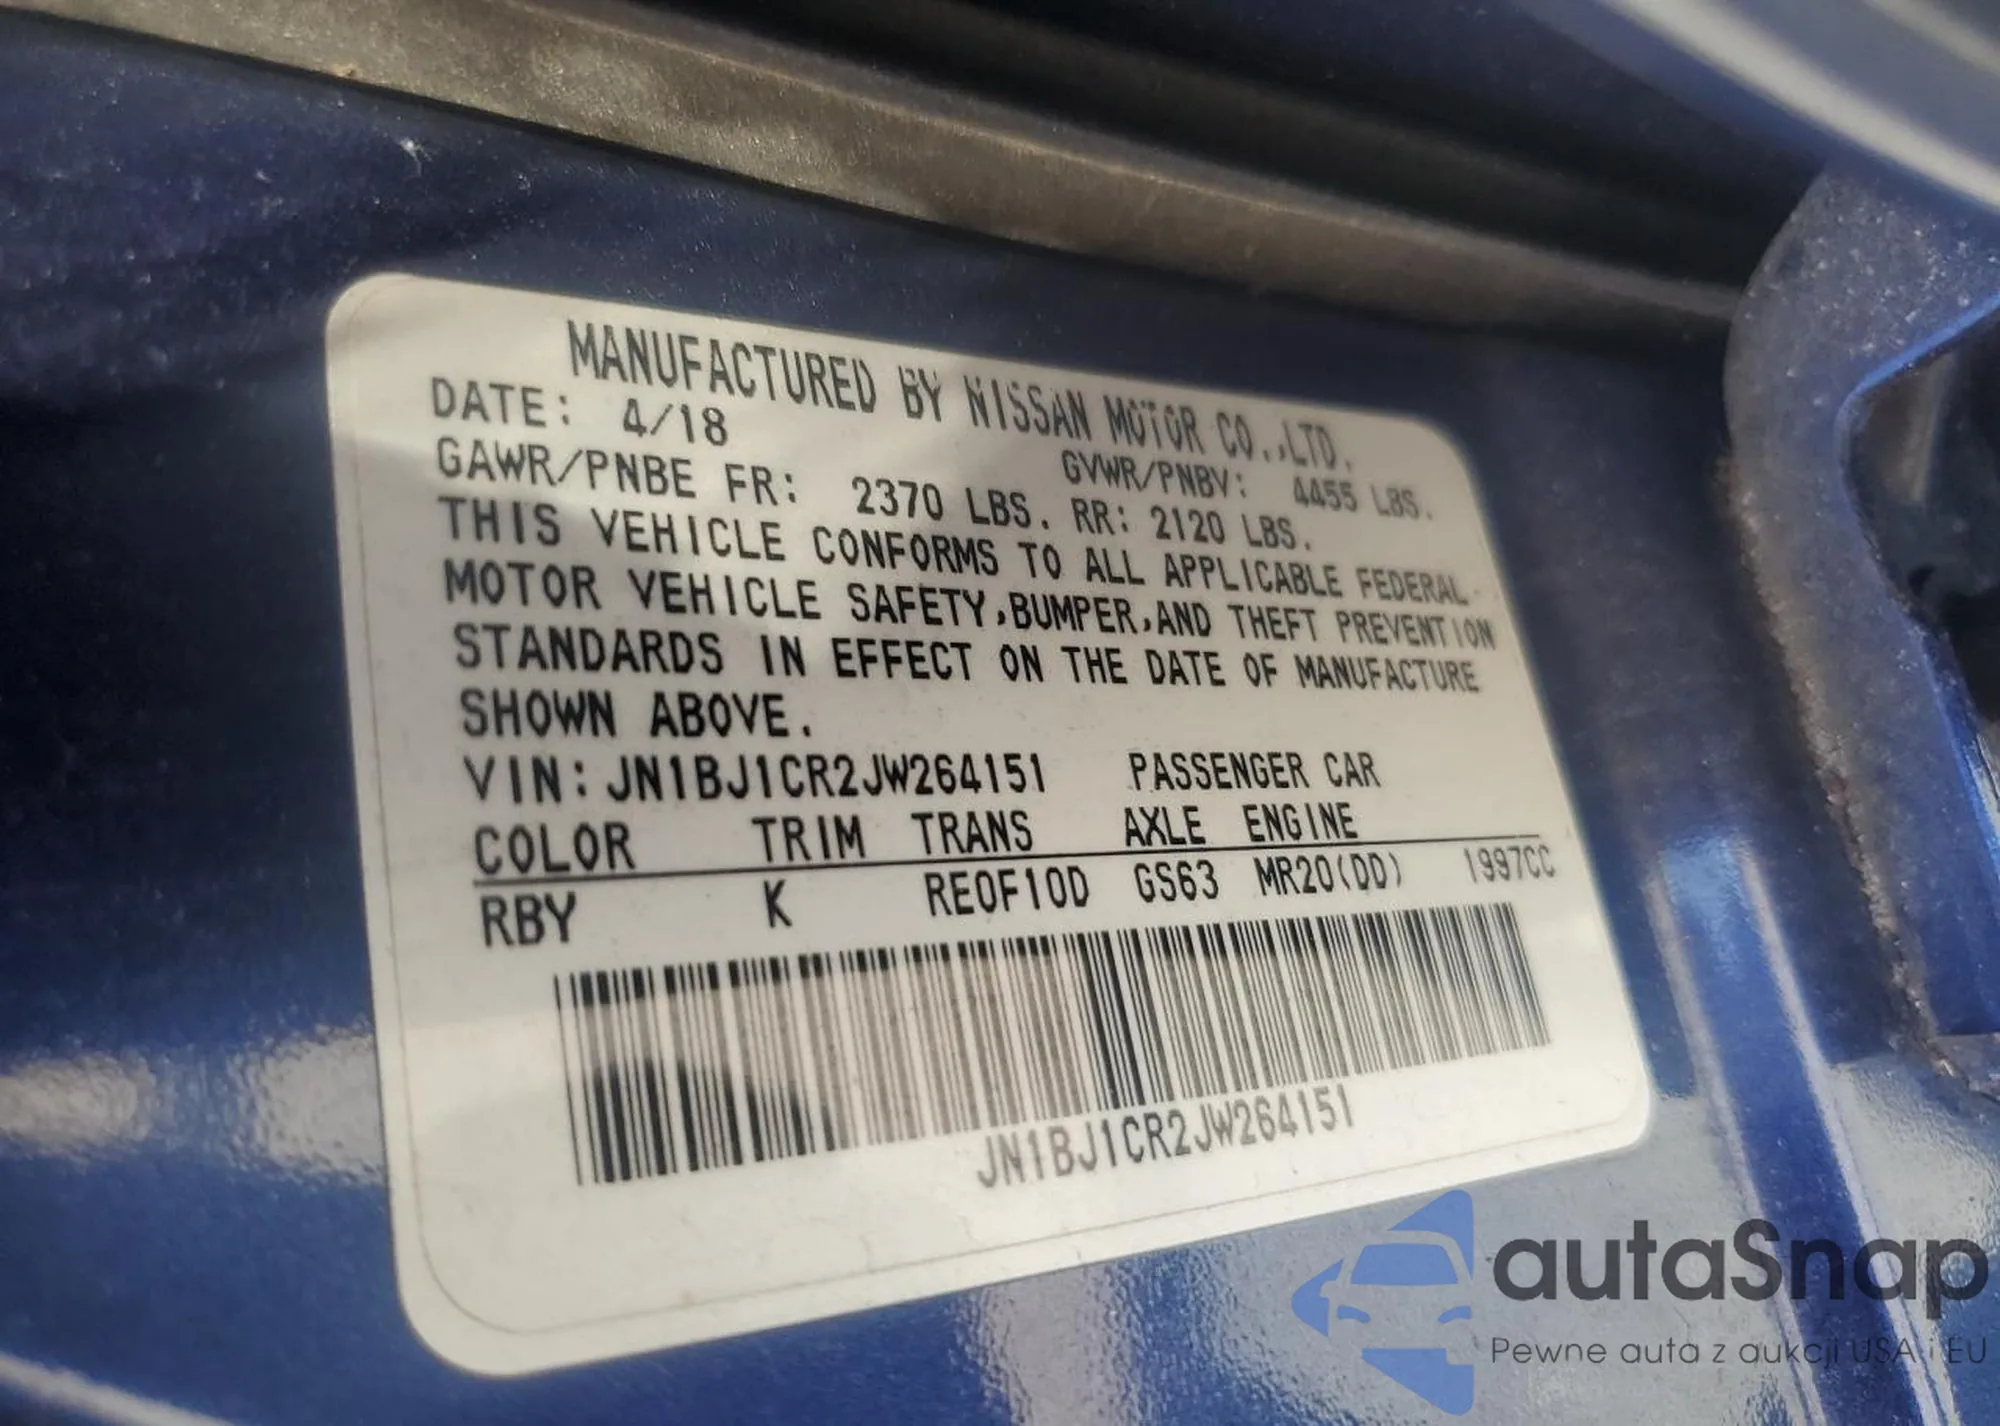 MANUFACTURED BY NISSAN MOTOR CO.,LTD.
DATE: 4/18 GVWR/PNBV: 4455 LBS.
GAWR/PNBE FR: 2370 LBS. RR: 2120 LBS.
THIS VEHICLE CONFORMS TO ALL APPLICABLE FEDERAL
MOTOR VEHICLE SAFETY,BUMPER,AND THEFT PREVENTION
STANDARDS IN EFFECT ON THE DATE OF MANUFACTURE
SHOWN ABOVE.
VIN:JN1BJ1CR2JW264151 PASSENGER CAR
COLOR TRIM TRANS AXLE ENGINE
RBY K RE0F10D GS63 MR20(DD) 1997CC
JN1BJ1CR2JW264151
autaSnap
Pewne auta z aukcji USA i EU